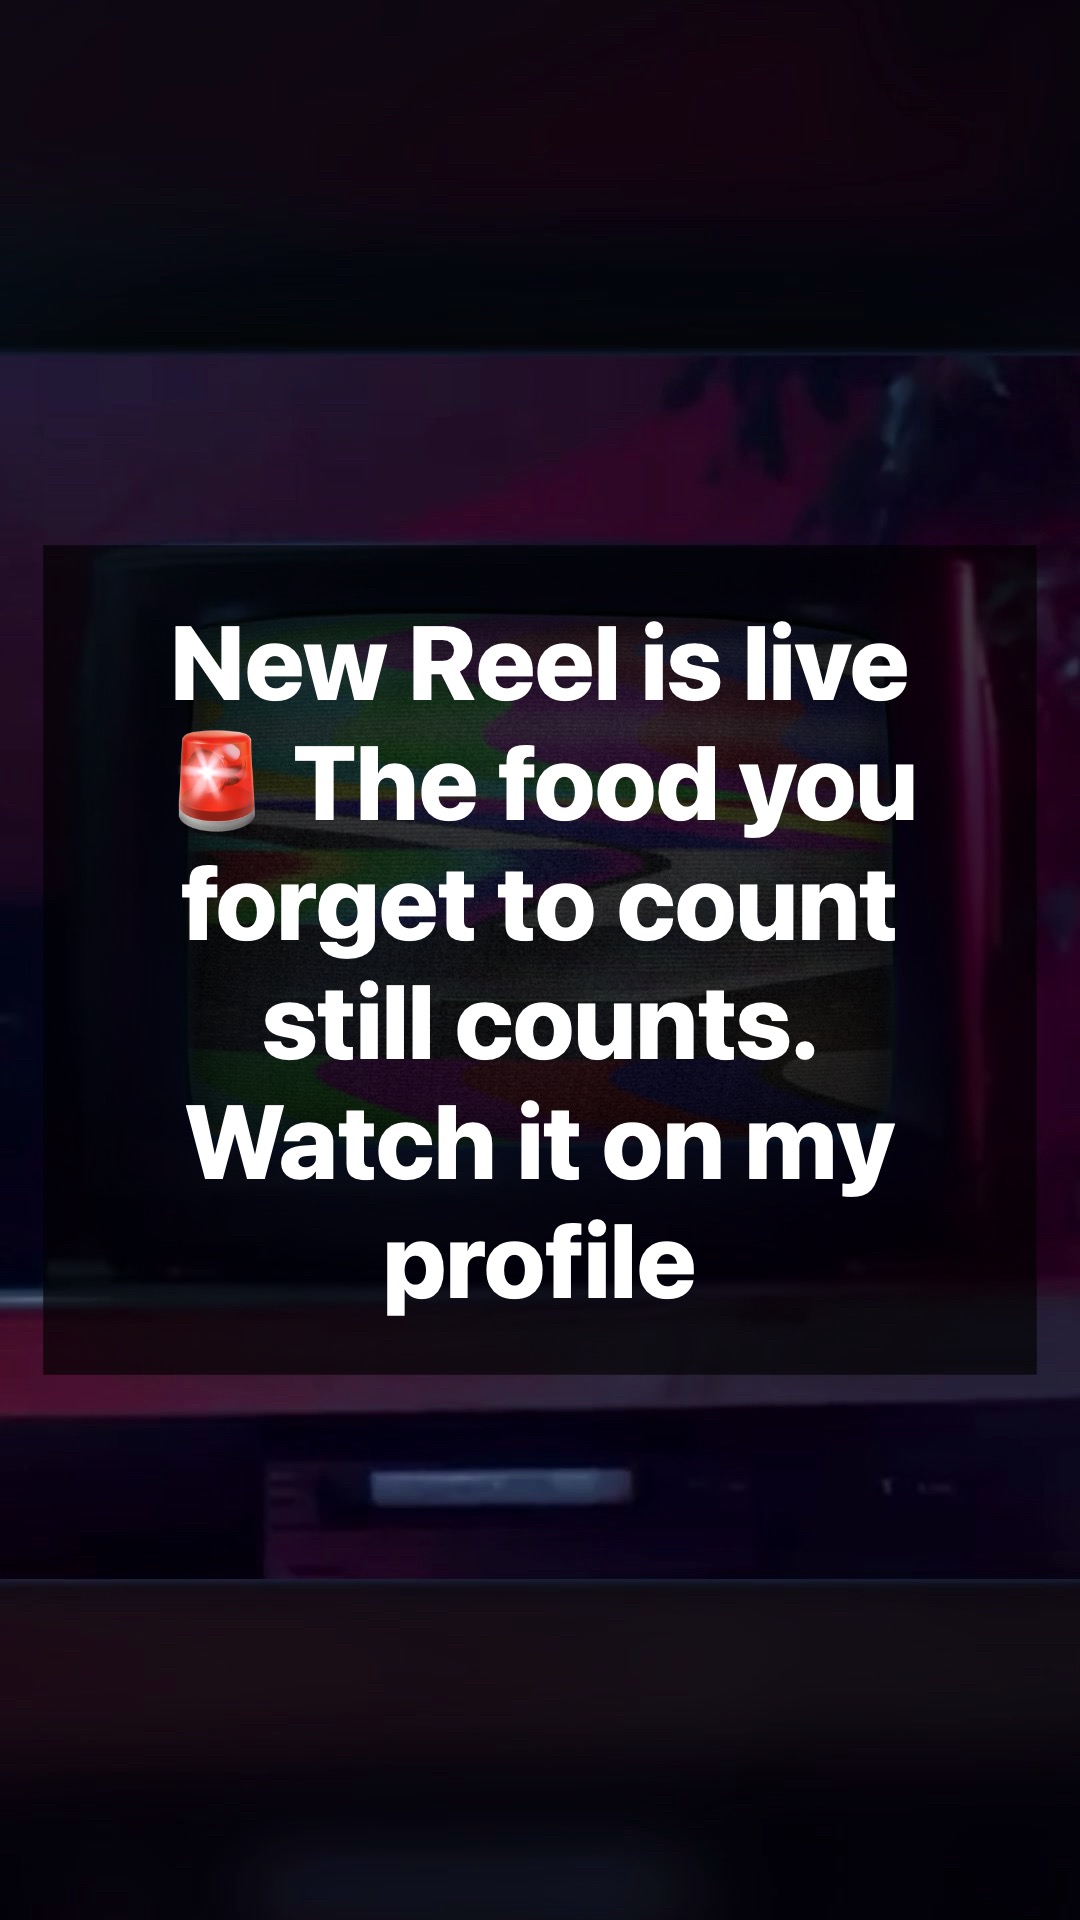 New Reel is live
🚨 The food you
forget to count
still counts.
Watch it on my
profile